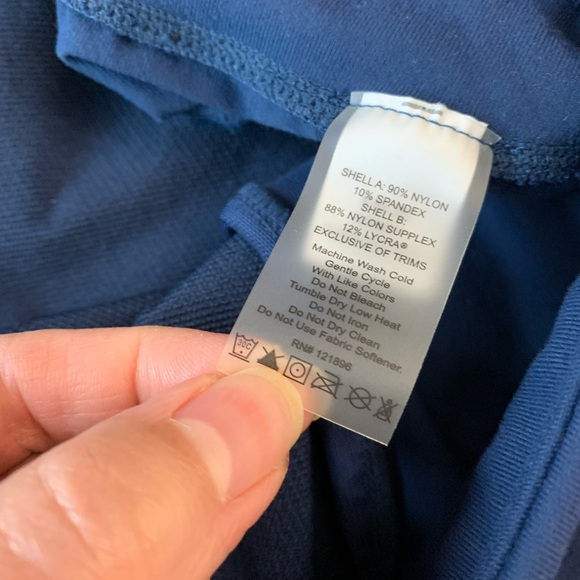 SHELL A: 90% NYLON
10% SPANDEX
SHELL B:
88% NYLON SUPPLEX
12% LYCRA®
EXCLUSIVE OF TRIMS
Machine Wash Cold
Gentle Cycle
With Like Colors
Do Not Bleach
Tumble Dry Low Heat
Do Not Iron
Do Not Dry Clean
Do Not Use Fabric Softener.
RN# 121896
30C